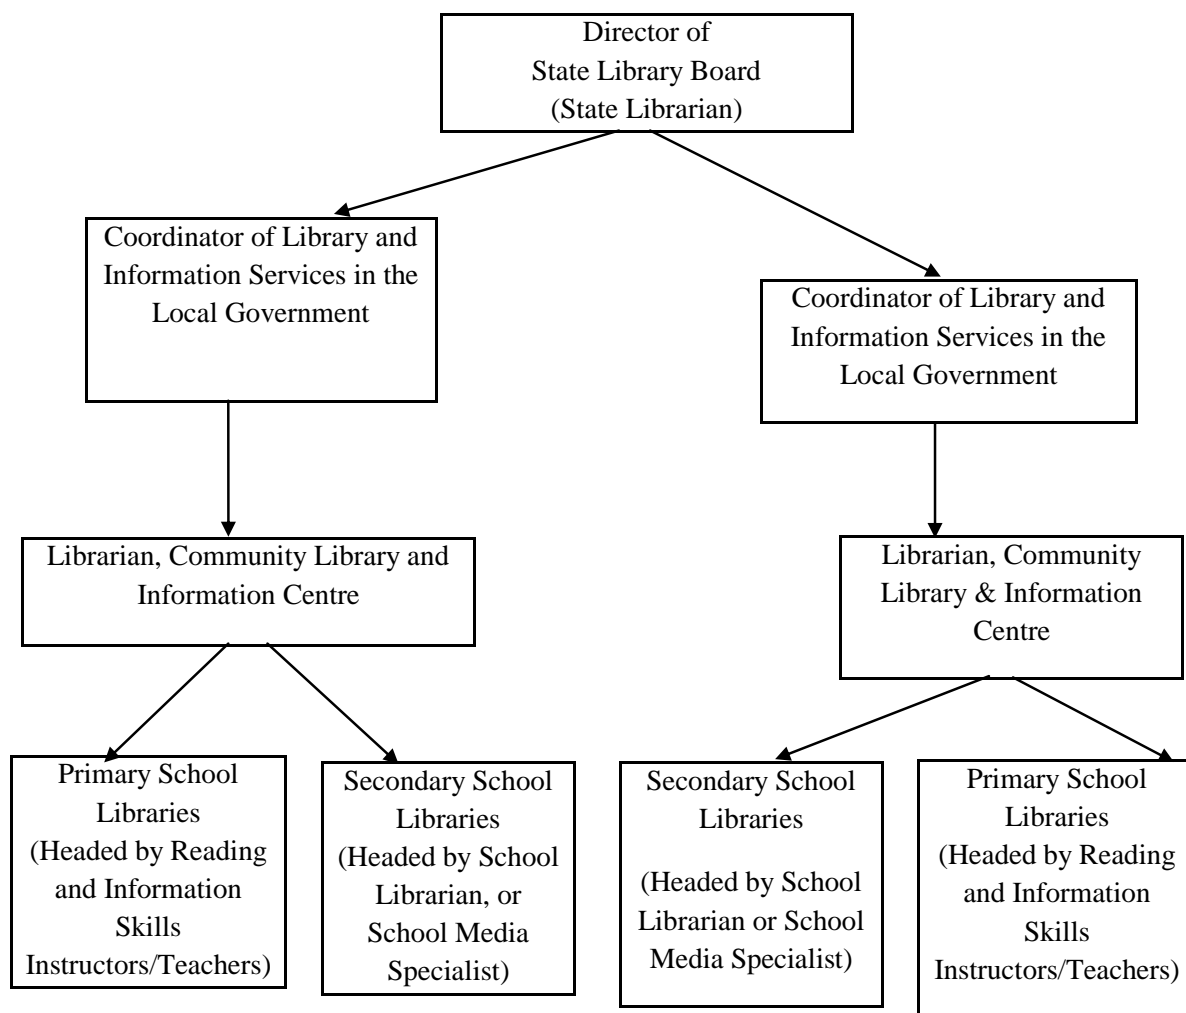 Director of
State Library Board
(State Librarian)
Coordinator of Library and
Information Services in the
Local Government
Coordinator of Library and
Information Services in the
Local Government
Librarian, Community Library and
Information Centre
Librarian, Community
Library & Information
Centre
Primary School
Libraries
(Headed by Reading
and Information
Skills
Instructors/Teachers)
Secondary School
Libraries
(Headed by School
Librarian, or
School Media
Specialist)
Secondary School
Libraries
(Headed by School
Librarian or School
Media Specialist)
Primary School
Libraries
(Headed by Reading
and Information
Skills
Instructors/Teachers)